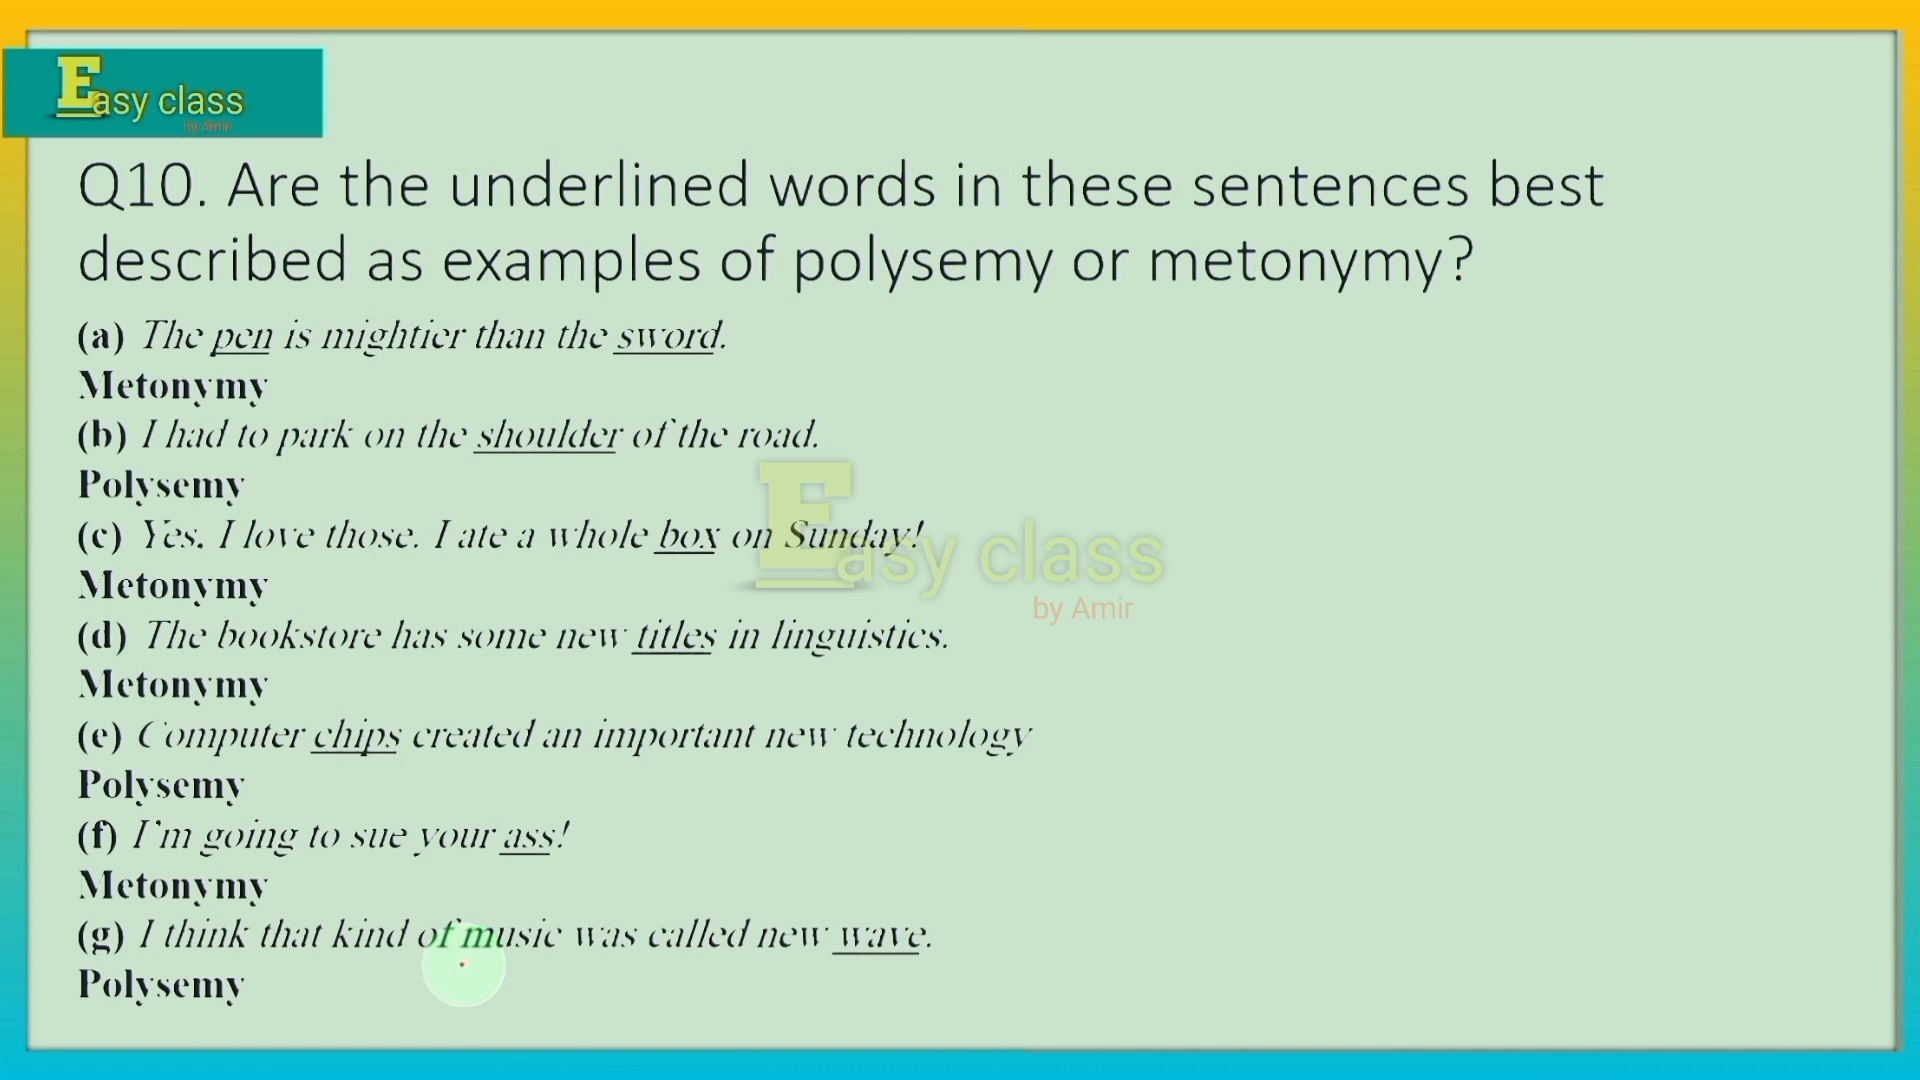 Easy class
by Amir
Q10. Are the underlined words in these sentences best
described as examples of polysemy or metonymy?
(a) The pen is mightier than the sword.
Metonymy
(b) I had to park on the shoulder of the road.
Polysemy
(c) Yes, I love those. I ate a whole box on Sunday!
Metonymy
(d) The bookstore has some new titles in linguistics.
Metonymy
(e) Computer chips created an important new technology
Polysemy
(f) I'm going to sue your ass!
Metonymy
(g) I think that kind of music was called new wave.
Polysemy
Easy class
by Amir